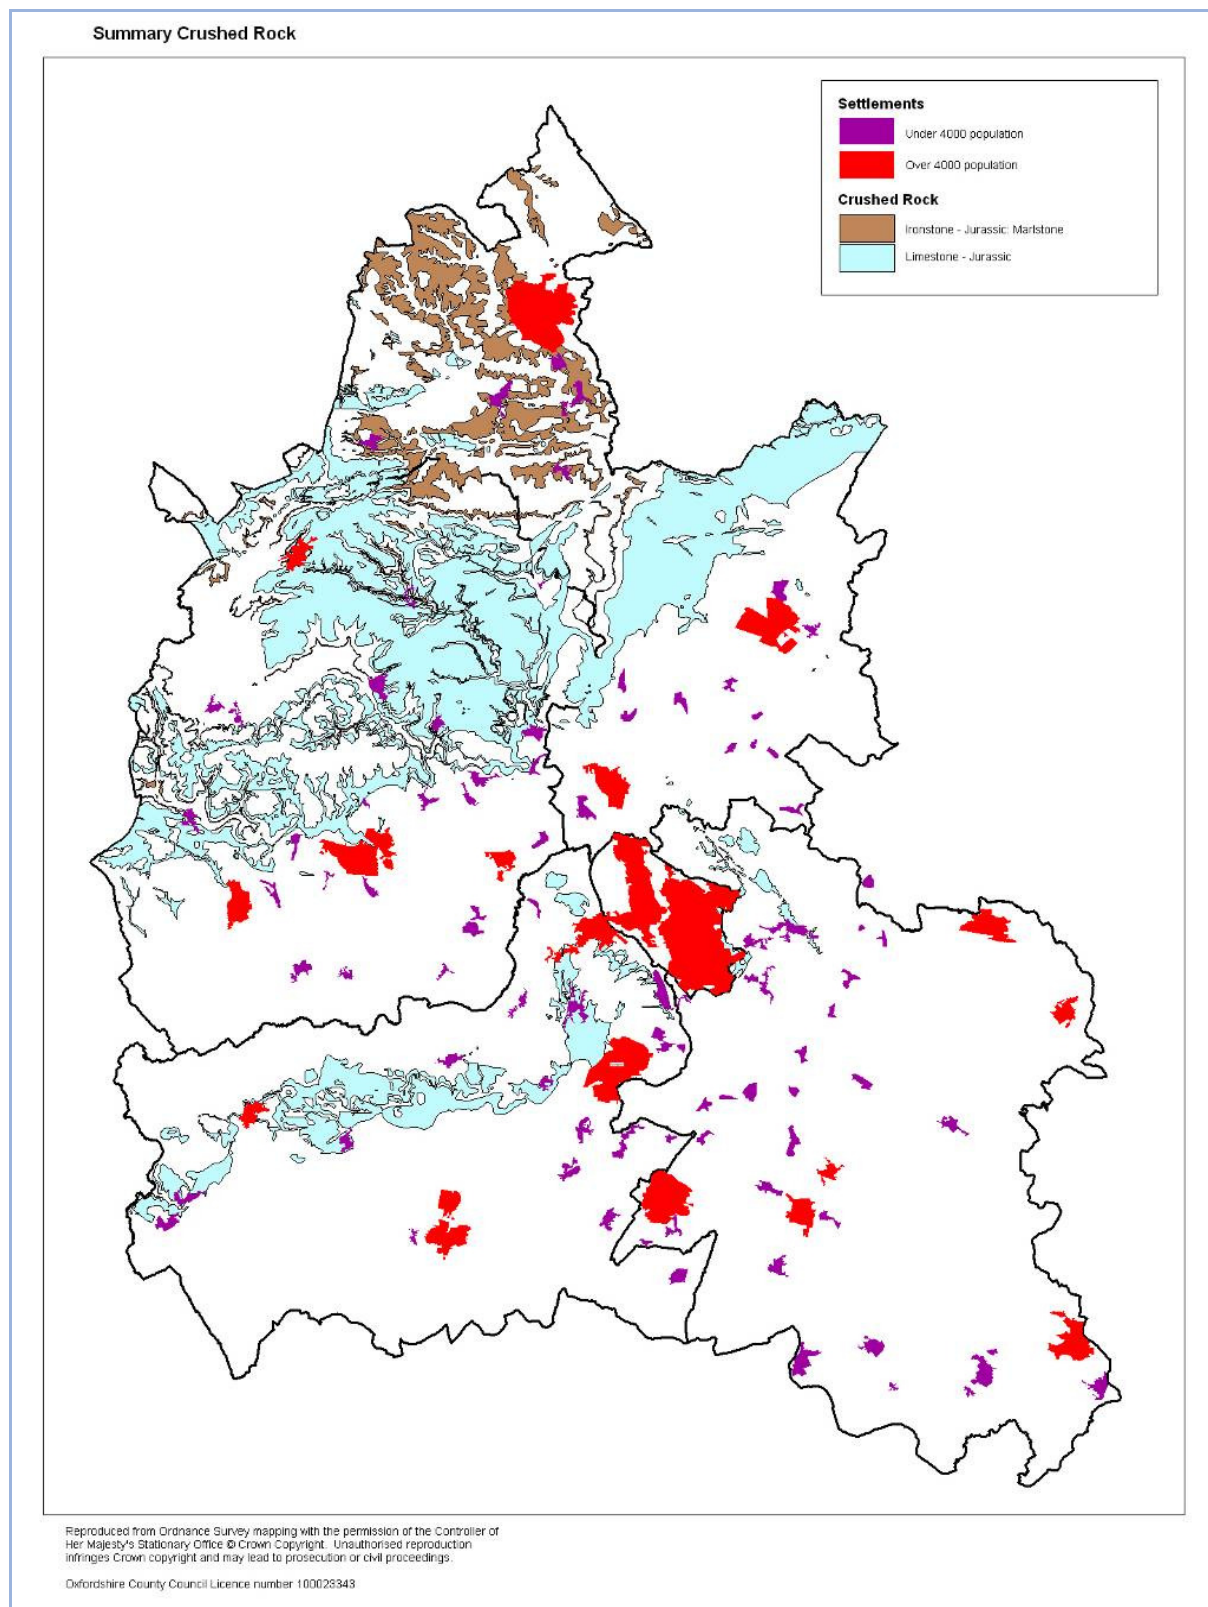 Summary Crushed Rock
Settlements
Under 4000 population
Over 4000 population
Crushed Rock
Ironstone - Jurassic: Marlstone
Limestone - Jurassic
Reproduced from Ordnance Survey mapping with the permission of the Controller of
Her Majesty's Stationary Office © Crown Copyright. Unauthorised reproduction
infringes Crown copyright and may lead to prosecution or civil proceedings.
Oxfordshire County Council Licence number 100023343